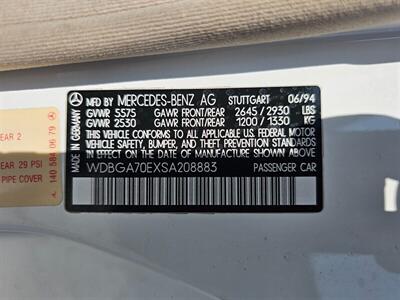 MFD BY MERCEDES-BENZ AG STUTTGART 06/94
GVWR 5575 GAWR FRONT/REAR 2645/2930 LBS
GVWR 2530 GAWR FRONT/REAR 1200/1330 KG
THIS VEHICLE CONFORMS TO ALL APPLICABLE U.S. MOTOR
VEHICLE SAFETY, BUMPER, AND THEFT PREVENTION STANDARDS
IN EFFECT ON THE DATE OF MANUFACTURE SHOWN ABOVE.
WDBGA70EXSA208883 PASSENGER CAR
MADE IN GERMANY
EAR 2
EAR 29 PSI
PIPE COVER
140 584 06 79